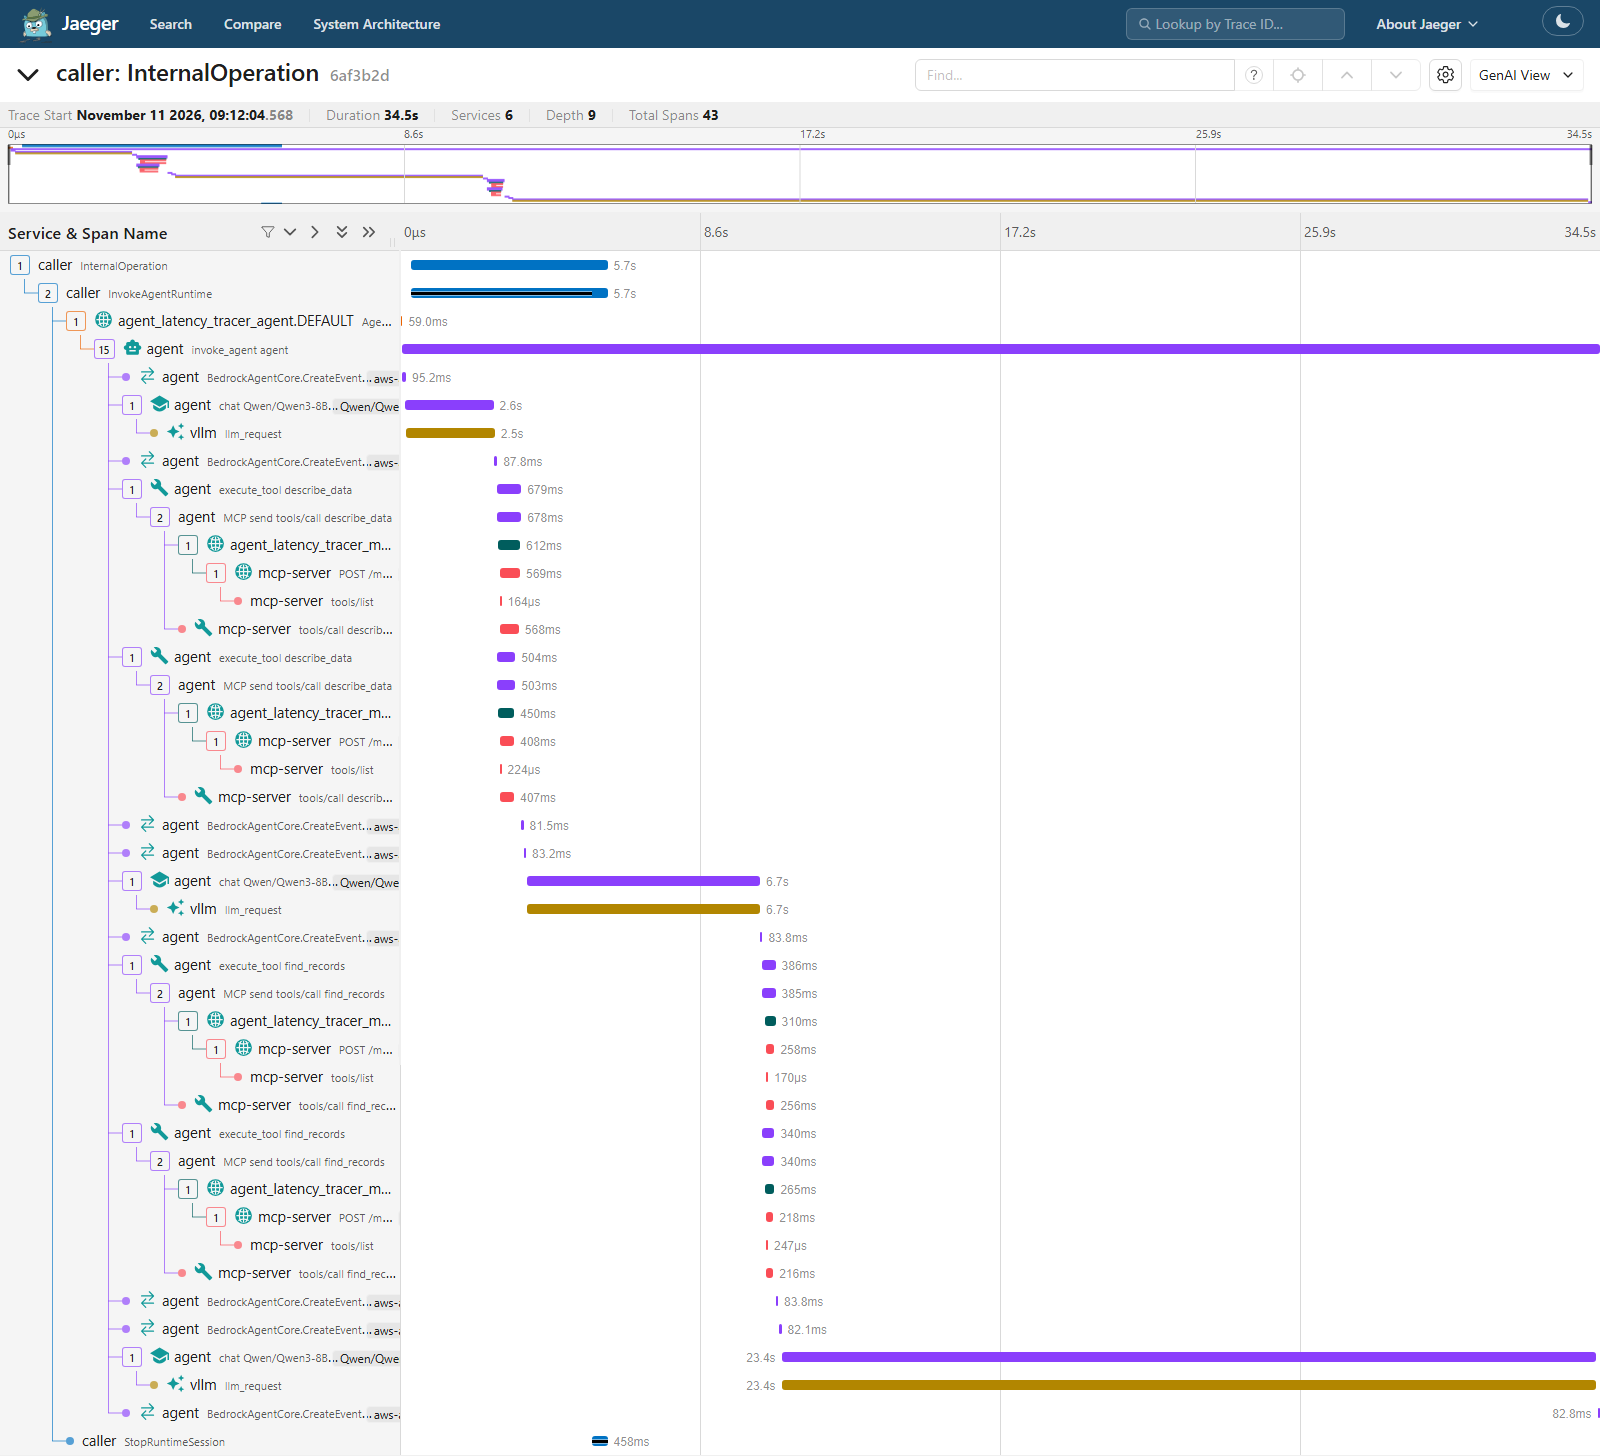 Jaeger Search Compare System Architecture Lookup by Trace ID... About Jaeger
caller: InternalOperation 6af3b2d Find... ? GenAI View
Trace Start November 11 2026, 09:12:04.568 Duration 34.5s Services 6 Depth 9 Total Spans 43
0μs 8.6s 17.2s 25.9s 34.5s
Service & Span Name 0μs 8.6s 17.2s 25.9s 34.5s
1 caller InternalOperation 5.7s
2 caller InvokeAgentRuntime 5.7s
1 agent_latency_tracer_agent.DEFAULT Age... 59.0ms
15 agent invoke_agent agent
agent BedrockAgentCore.CreateEvent... aws- 95.2ms
1 agent chat Qwen/Qwen3-8B... Qwen/Qwe 2.6s
vllm llm_request 2.5s
agent BedrockAgentCore.CreateEvent... aws- 87.8ms
1 agent execute_tool describe_data 679ms
2 agent MCP send tools/call describe_data 678ms
1 agent_latency_tracer_m... 612ms
1 mcp-server POST /m... 569ms
mcp-server tools/list 164μs
mcp-server tools/call describ... 568ms
1 agent execute_tool describe_data 504ms
2 agent MCP send tools/call describe_data 503ms
1 agent_latency_tracer_m... 450ms
1 mcp-server POST /m... 408ms
mcp-server tools/list 224μs
mcp-server tools/call describ... 407ms
agent BedrockAgentCore.CreateEvent... aws- 81.5ms
agent BedrockAgentCore.CreateEvent... aws- 83.2ms
1 agent chat Qwen/Qwen3-8B... Qwen/Qwe 6.7s
vllm llm_request 6.7s
agent BedrockAgentCore.CreateEvent... aws- 83.8ms
1 agent execute_tool find_records 386ms
2 agent MCP send tools/call find_records 385ms
1 agent_latency_tracer_m... 310ms
1 mcp-server POST /m... 258ms
mcp-server tools/list 170μs
mcp-server tools/call find_rec... 256ms
1 agent execute_tool find_records 340ms
2 agent MCP send tools/call find_records 340ms
1 agent_latency_tracer_m... 265ms
1 mcp-server POST /m... 218ms
mcp-server tools/list 247μs
mcp-server tools/call find_rec... 216ms
agent BedrockAgentCore.CreateEvent... aws- 83.8ms
agent BedrockAgentCore.CreateEvent... aws- 82.1ms
1 agent chat Qwen/Qwen3-8B... Qwen/Qwe 23.4s
vllm llm_request 23.4s
agent BedrockAgentCore.CreateEvent... aws- 82.8ms
caller StopRuntimeSession 458ms